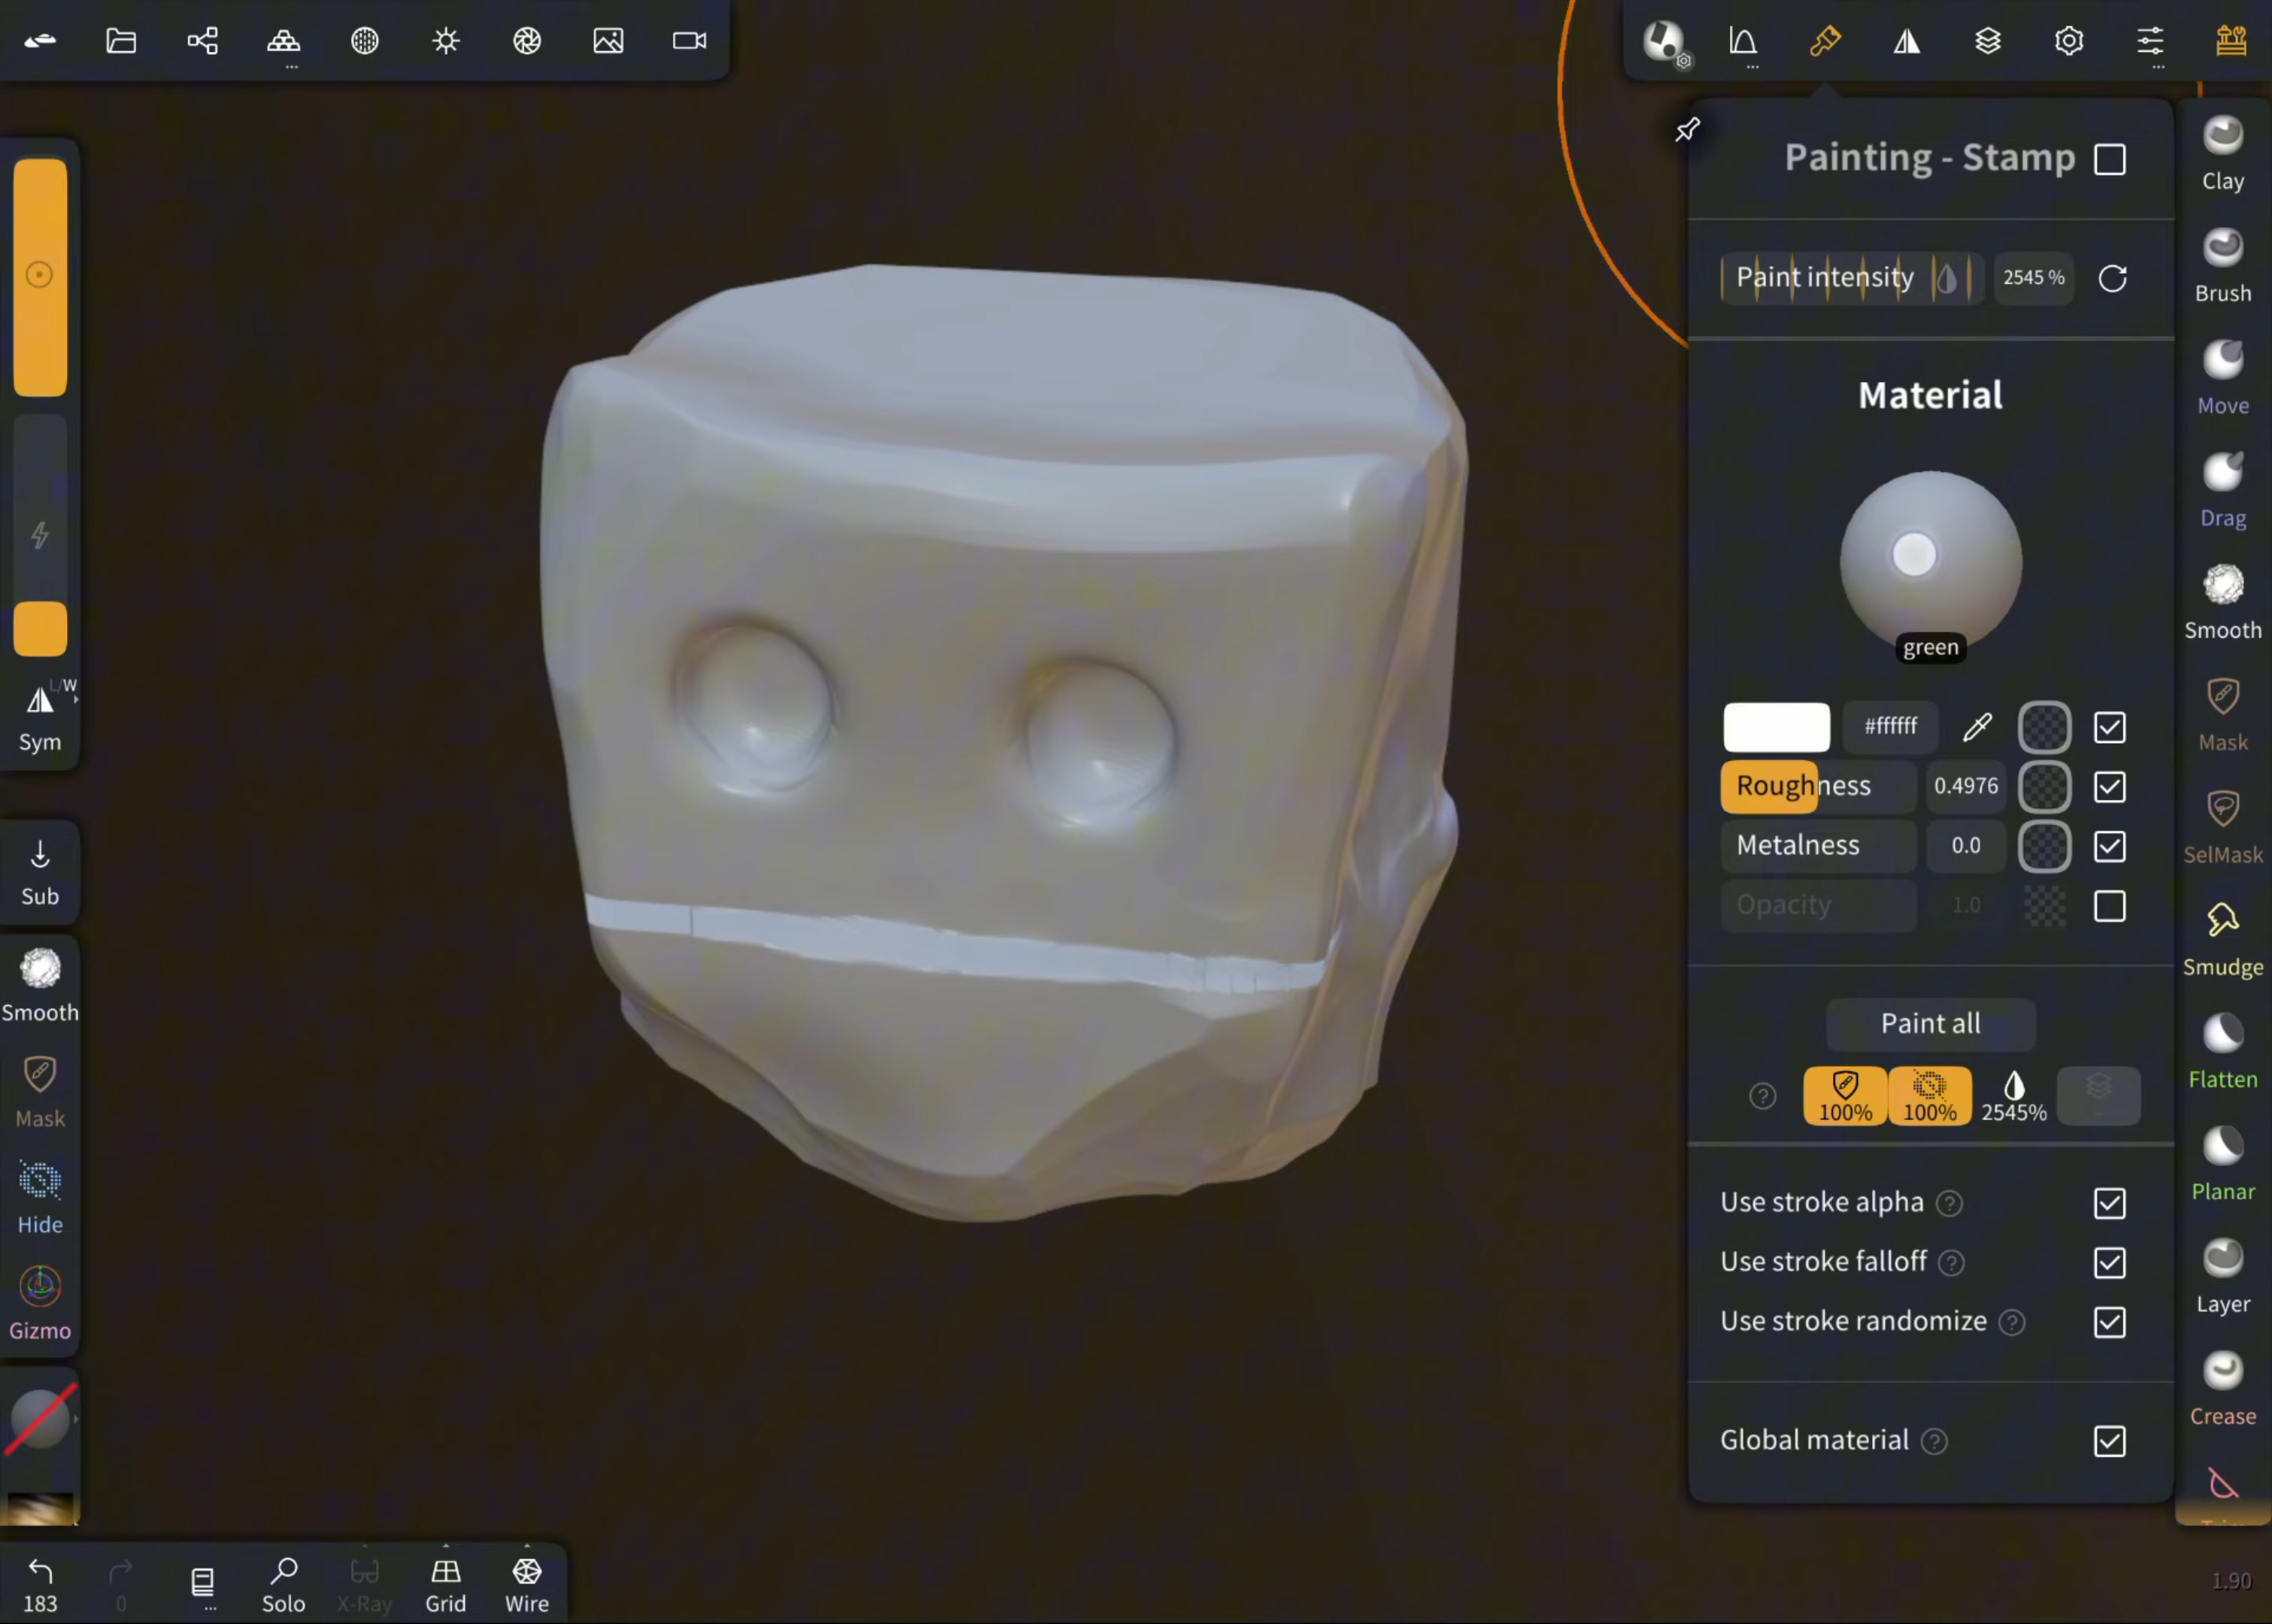 Painting - Stamp
Paint intensity 2545 %
Material
green
#ffffff
Roughness 0.4976
Metalness 0.0
Opacity 1.0
Paint all
100% 100% 2545%
Use stroke alpha ?
Use stroke falloff ?
Use stroke randomize ?
Global material ?
Clay
Brush
Move
Drag
Smooth
Mask
SelMask
Smudge
Flatten
Planar
Layer
Crease
L/W
Sym
Sub
Smooth
Mask
Hide
Gizmo
183 0 Solo X-Ray Grid Wire
1.90